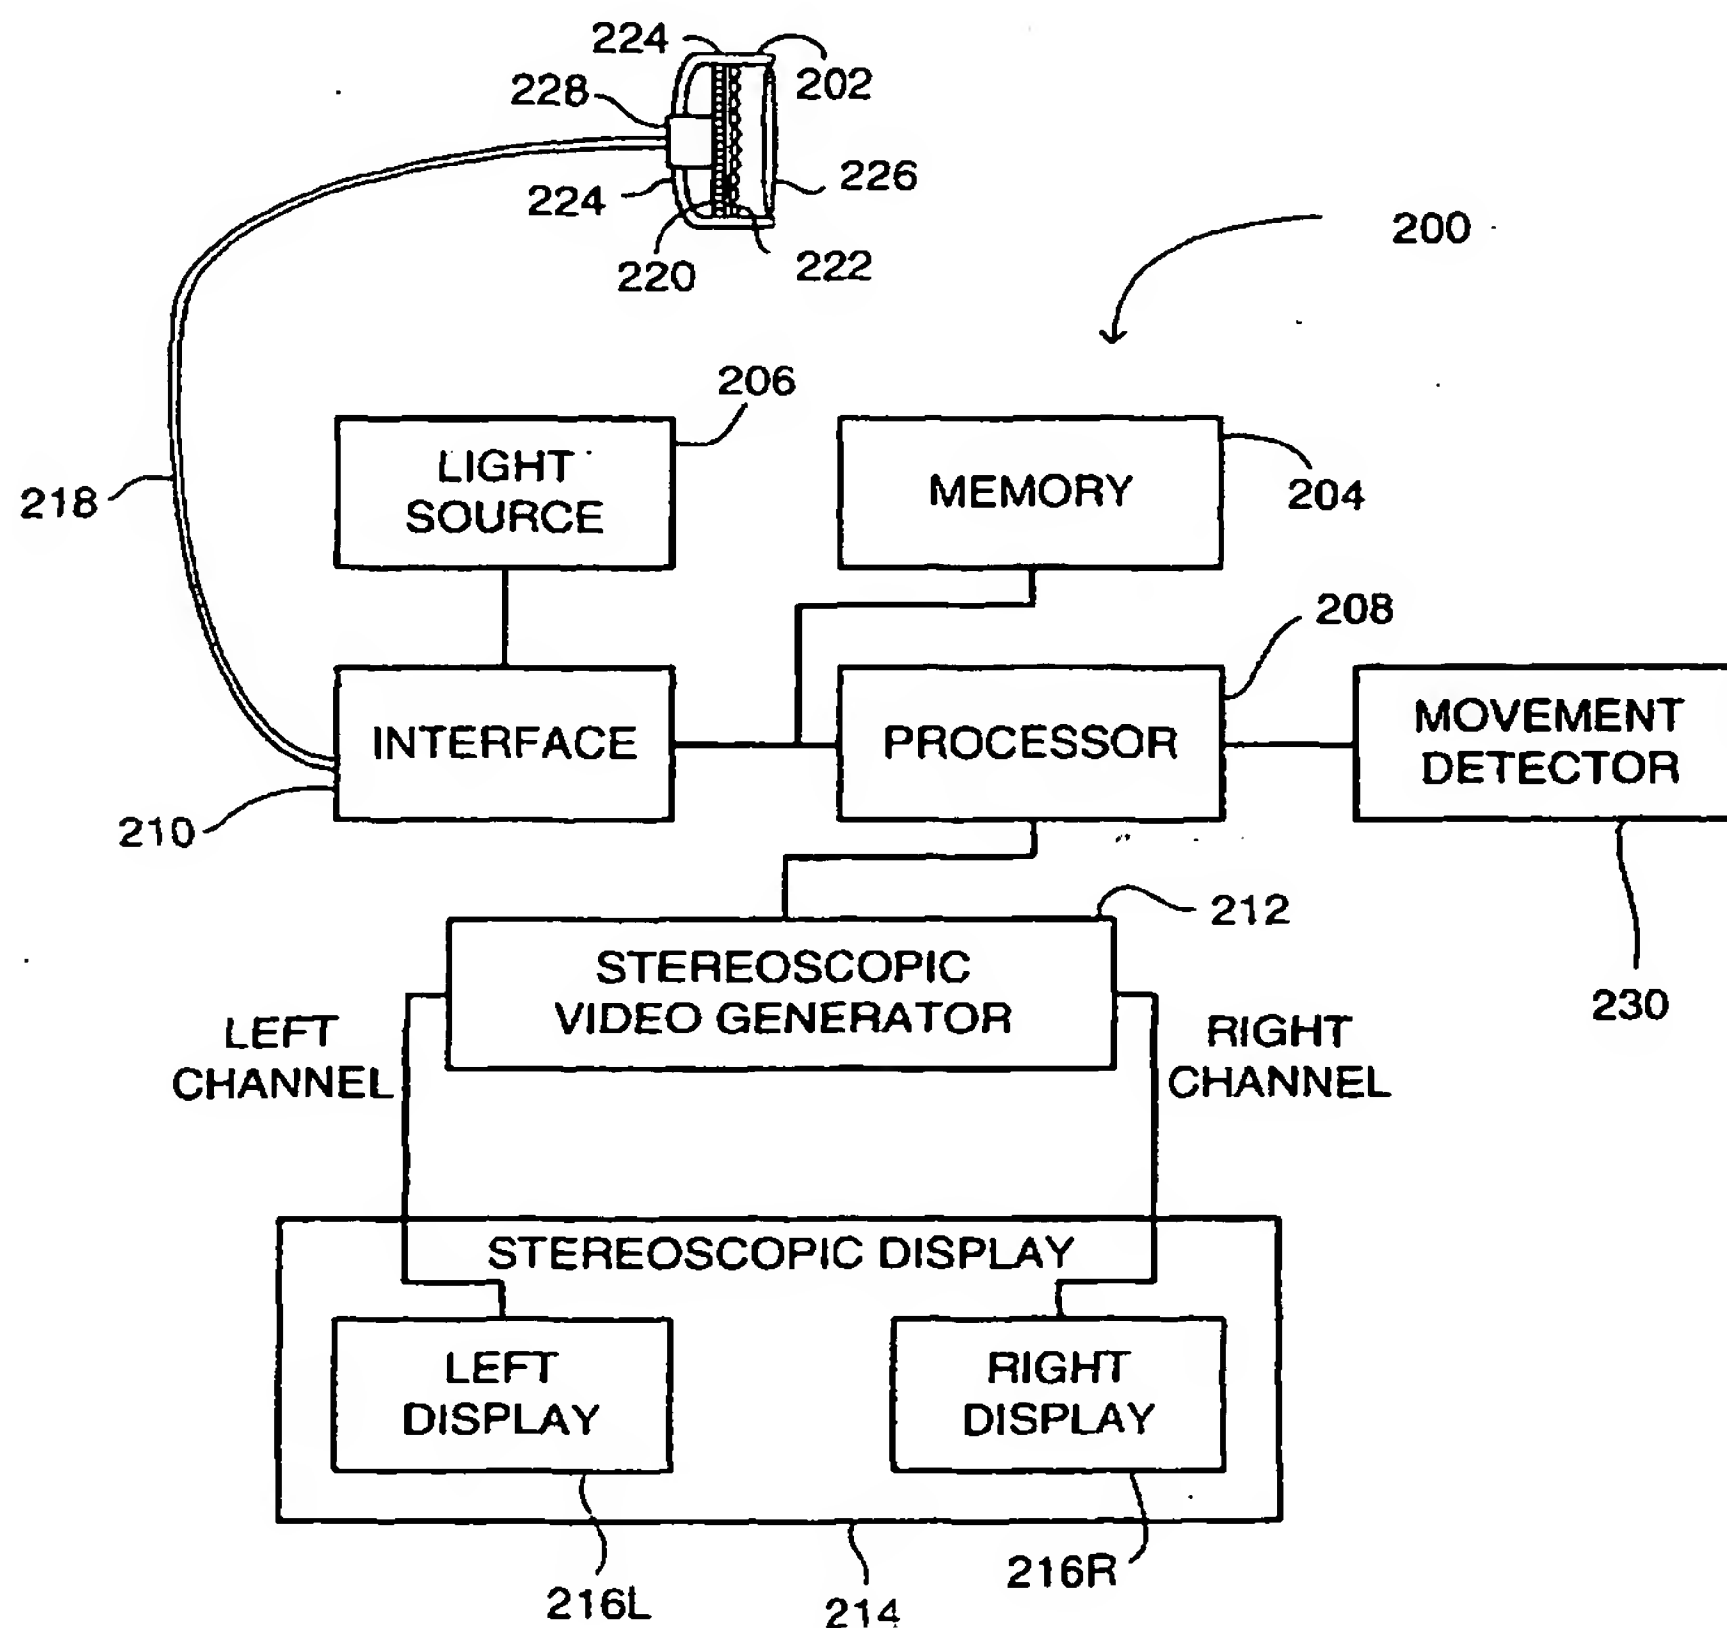 224
202
228
224
226
220
222
200
206
LIGHT
SOURCE
MEMORY
204
218
208
INTERFACE
PROCESSOR
MOVEMENT
DETECTOR
210
212
STEREOSCOPIC
VIDEO GENERATOR
230
LEFT
CHANNEL
RIGHT
CHANNEL
STEREOSCOPIC DISPLAY
LEFT
DISPLAY
RIGHT
DISPLAY
216L
214
216R